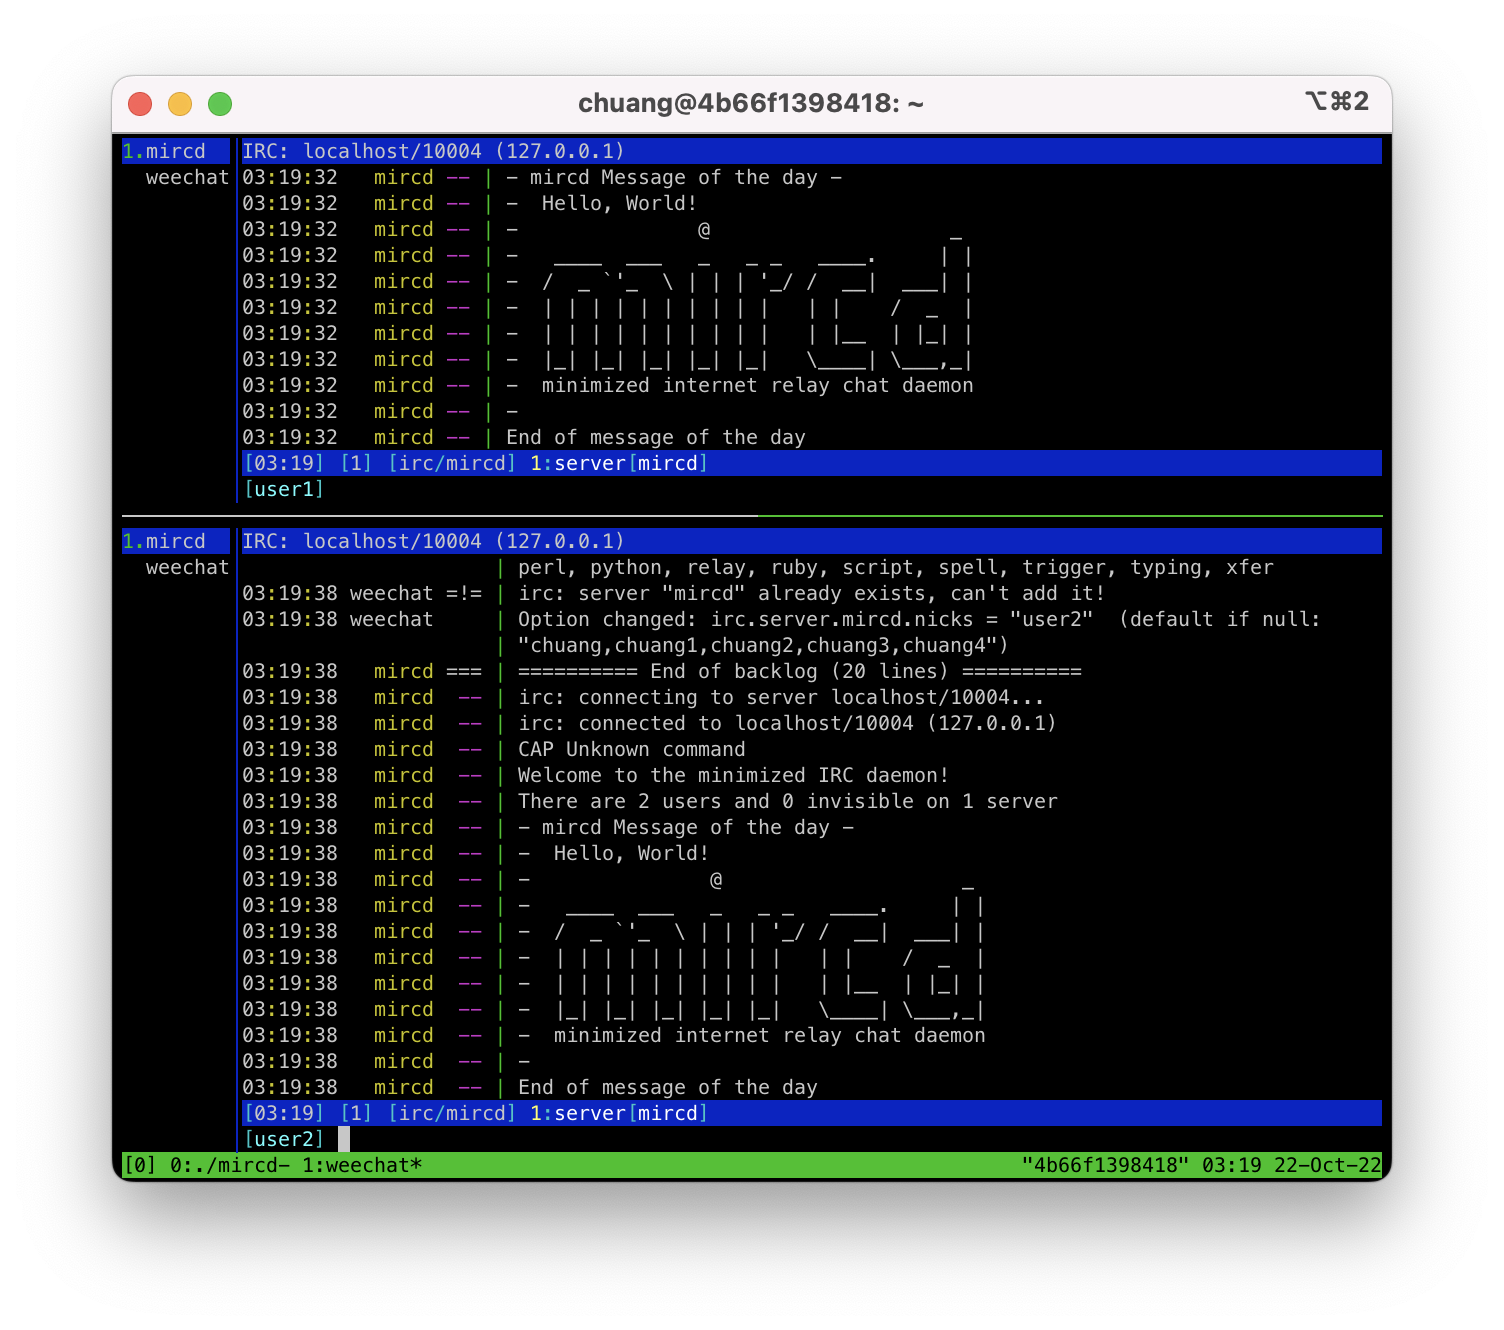 chuang@4b66f1398418: ~ ⌥⌘2
1.mircd IRC: localhost/10004 (127.0.0.1)
  weechat 03:19:32   mircd -- | - mircd Message of the day -
03:19:32   mircd -- | -  Hello, World!
03:19:32   mircd -- | -               @                    _
03:19:32   mircd -- | -   ____  ___   _   _ _   ____.     | |
03:19:32   mircd -- | -  /  _ `'_  \ | | | '_/ /  __|  ___| |
03:19:32   mircd -- | -  | | | | | | | | | |   | |    /  _  |
03:19:32   mircd -- | -  | | | | | | | | | |   | |__  | |_| |
03:19:32   mircd -- | -  |_| |_| |_| |_| |_|   \____| \___,_|
03:19:32   mircd -- | -  minimized internet relay chat daemon
03:19:32   mircd -- | -
03:19:32   mircd -- | End of message of the day
[03:19] [1] [irc/mircd] 1:server[mircd]
[user1]
1.mircd IRC: localhost/10004 (127.0.0.1)
  weechat                      | perl, python, relay, ruby, script, spell, trigger, typing, xfer
03:19:38 weechat =!= | irc: server "mircd" already exists, can't add it!
03:19:38 weechat     | Option changed: irc.server.mircd.nicks = "user2"  (default if null:
                     | "chuang,chuang1,chuang2,chuang3,chuang4")
03:19:38   mircd === | ========== End of backlog (20 lines) ==========
03:19:38   mircd  -- | irc: connecting to server localhost/10004...
03:19:38   mircd  -- | irc: connected to localhost/10004 (127.0.0.1)
03:19:38   mircd  -- | CAP Unknown command
03:19:38   mircd  -- | Welcome to the minimized IRC daemon!
03:19:38   mircd  -- | There are 2 users and 0 invisible on 1 server
03:19:38   mircd  -- | - mircd Message of the day -
03:19:38   mircd  -- | -  Hello, World!
03:19:38   mircd  -- | -               @                    _
03:19:38   mircd  -- | -   ____  ___   _   _ _   ____.     | |
03:19:38   mircd  -- | -  /  _ `'_  \ | | | '_/ /  __|  ___| |
03:19:38   mircd  -- | -  | | | | | | | | | |   | |    /  _  |
03:19:38   mircd  -- | -  | | | | | | | | | |   | |__  | |_| |
03:19:38   mircd  -- | -  |_| |_| |_| |_| |_|   \____| \___,_|
03:19:38   mircd  -- | -  minimized internet relay chat daemon
03:19:38   mircd  -- | -
03:19:38   mircd  -- | End of message of the day
[03:19] [1] [irc/mircd] 1:server[mircd]
[user2]
[0] 0:./mircd- 1:weechat* "4b66f1398418" 03:19 22-Oct-22